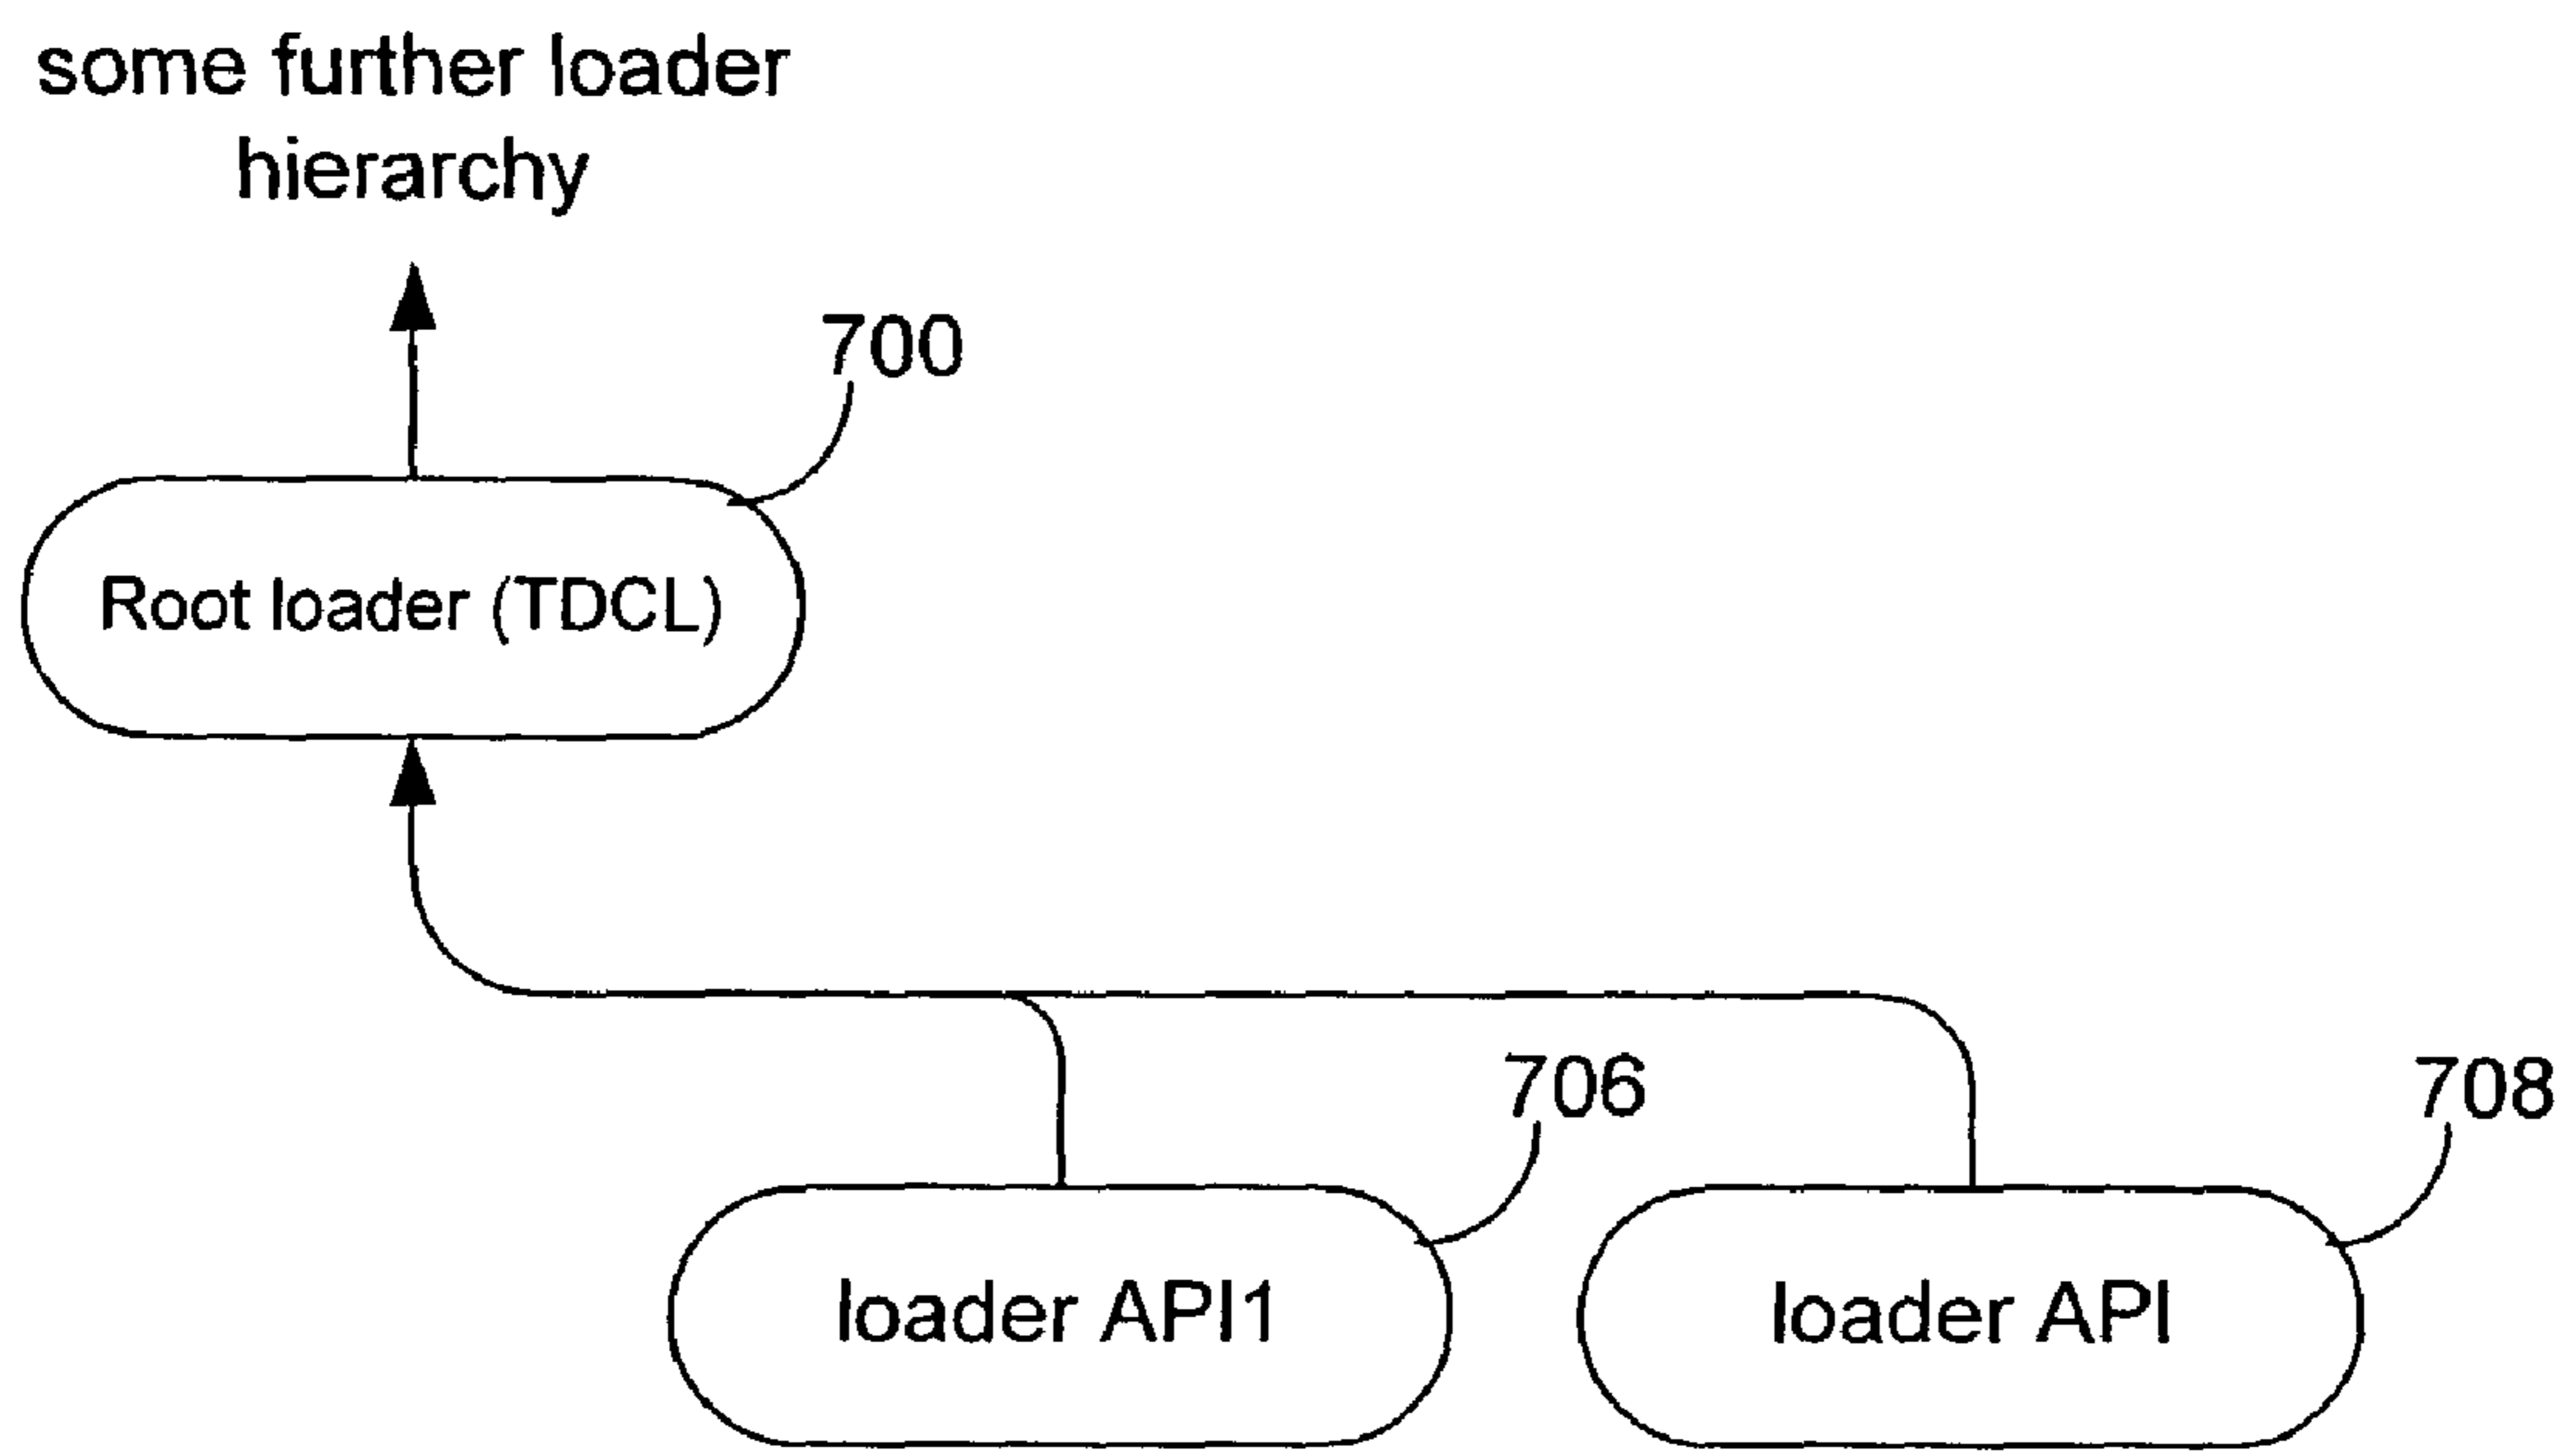 some further loader
hierarchy
700
Root loader (TDCL)
706
708
loader API1
loader API